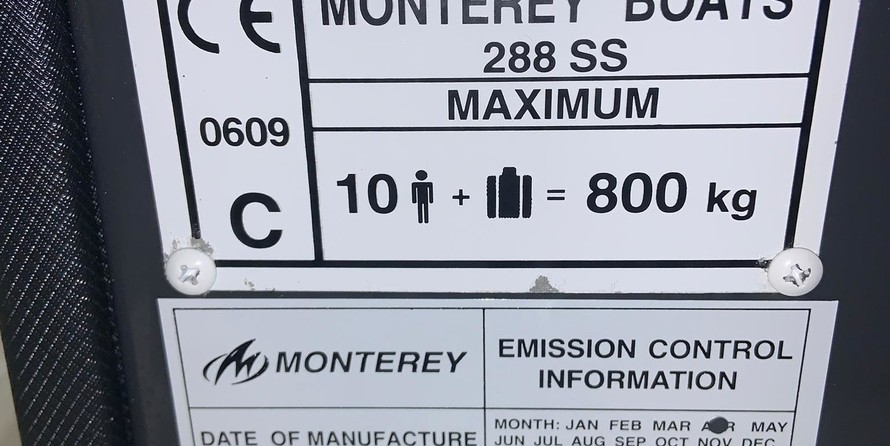 CE
MONTEREY BOATS
288 SS
MAXIMUM
0609
C
10 + = 800 kg
MONTEREY
EMISSION CONTROL
INFORMATION
DATE OF MANUFACTURE
MONTH: JAN FEB MAR APR MAY
JUN JUL AUG SEP OCT NOV DEC